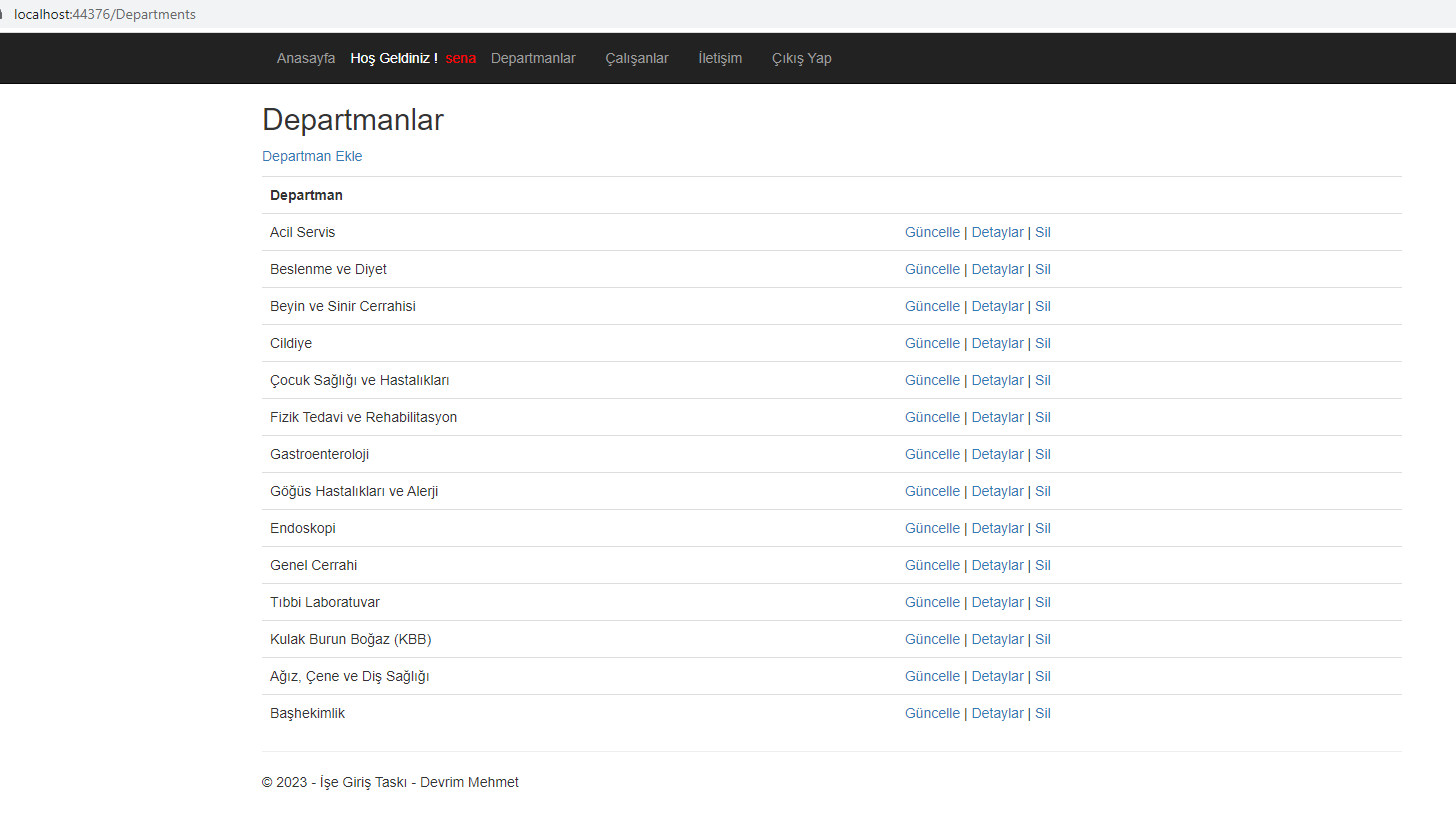 localhost:44376/Departments
Anasayfa Hoş Geldiniz ! sena Departmanlar Çalışanlar İletişim Çıkış Yap
Departmanlar
Departman Ekle
Departman
Acil Servis Güncelle | Detaylar | Sil
Beslenme ve Diyet Güncelle | Detaylar | Sil
Beyin ve Sinir Cerrahisi Güncelle | Detaylar | Sil
Cildiye Güncelle | Detaylar | Sil
Çocuk Sağlığı ve Hastalıkları Güncelle | Detaylar | Sil
Fizik Tedavi ve Rehabilitasyon Güncelle | Detaylar | Sil
Gastroenteroloji Güncelle | Detaylar | Sil
Göğüs Hastalıkları ve Alerji Güncelle | Detaylar | Sil
Endoskopi Güncelle | Detaylar | Sil
Genel Cerrahi Güncelle | Detaylar | Sil
Tıbbi Laboratuvar Güncelle | Detaylar | Sil
Kulak Burun Boğaz (KBB) Güncelle | Detaylar | Sil
Ağız, Çene ve Diş Sağlığı Güncelle | Detaylar | Sil
Başhekimlik Güncelle | Detaylar | Sil
© 2023 - İşe Giriş Taskı - Devrim Mehmet